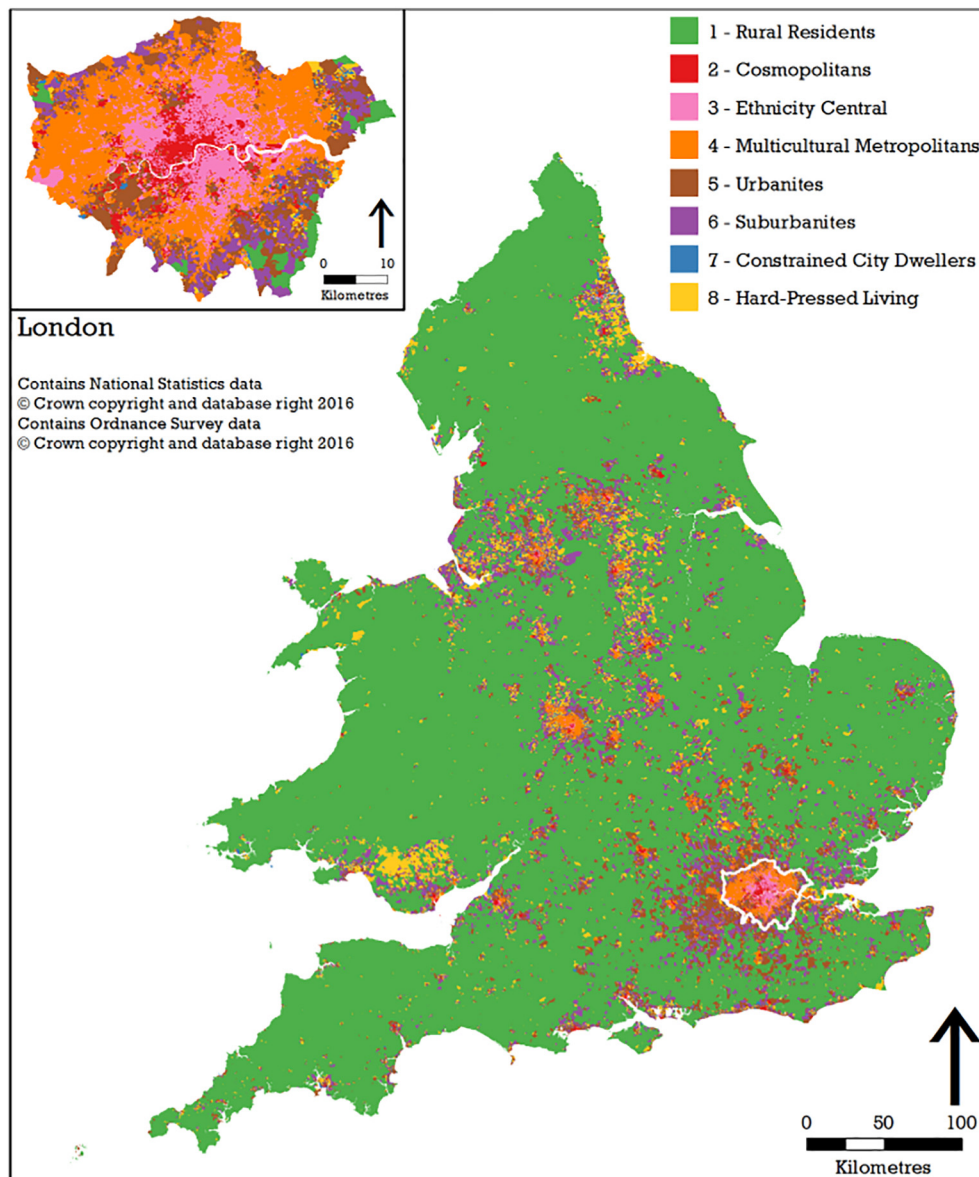 1 - Rural Residents
2 - Cosmopolitans
3 - Ethnicity Central
4 - Multicultural Metropolitans
5 - Urbanites
6 - Suburbanites
7 - Constrained City Dwellers
8 - Hard-Pressed Living
0 10
Kilometres
London
Contains National Statistics data
© Crown copyright and database right 2016
Contains Ordnance Survey data
© Crown copyright and database right 2016
0 50 100
Kilometres